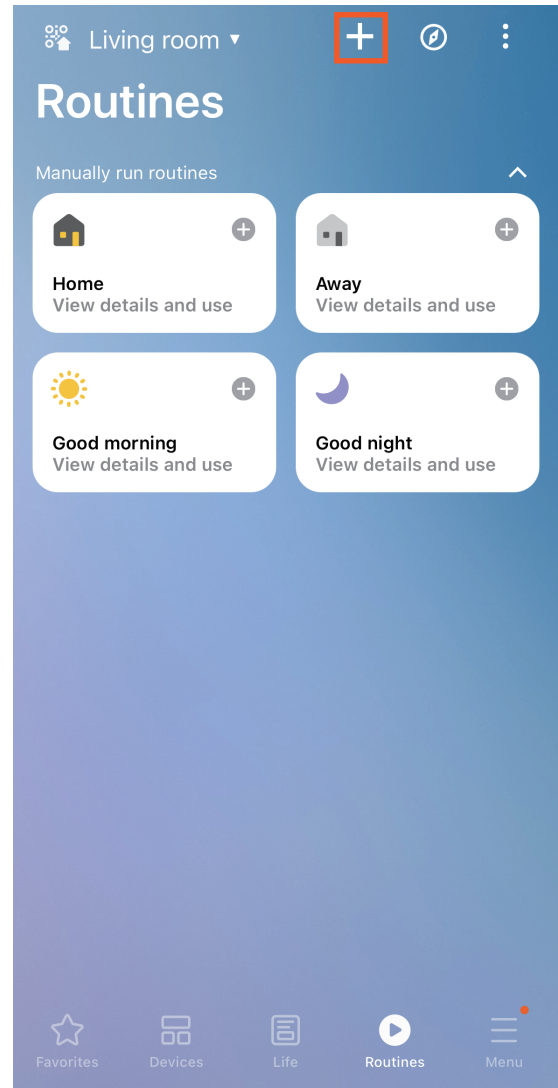 Living room
Routines
Manually run routines
Home
View details and use
Away
View details and use
Good morning
View details and use
Good night
View details and use
Favorites
Devices
Life
Routines
Menu